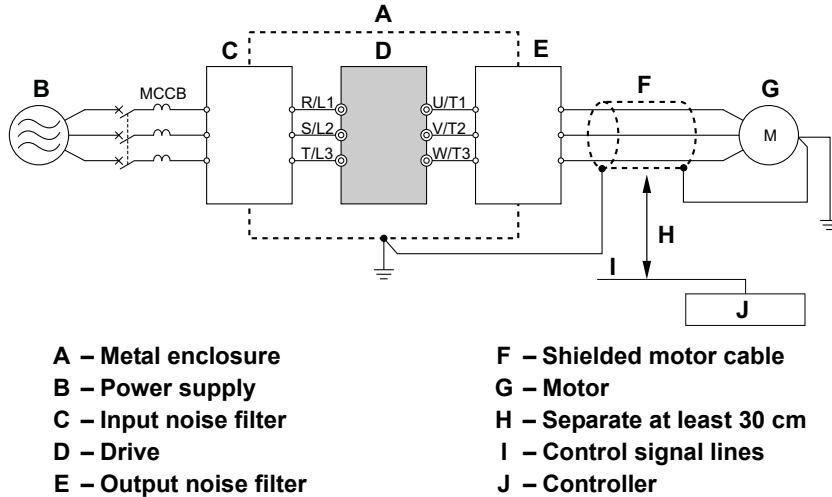 A
B
C
D
E
F
G
MCCB
R/L1
U/T1
S/L2
V/T2
M
T/L3
W/T3
H
I
J
A – Metal enclosure
B – Power supply
C – Input noise filter
D – Drive
E – Output noise filter
F – Shielded motor cable
G – Motor
H – Separate at least 30 cm
I – Control signal lines
J – Controller